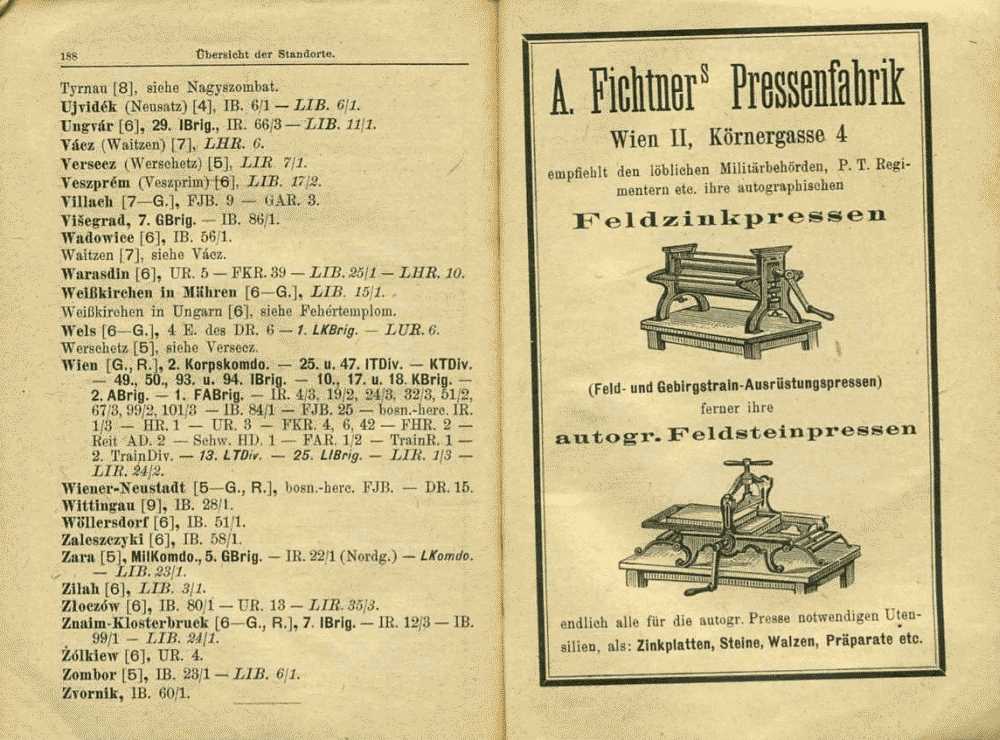 188 Übersicht der Standorte.
Tyrnau [8], siehe Nagyszombat.
Ujvidék (Neusatz) [4], IB. 6/1 — LIB. 6/1.
Ungvár [6], 29. IBrig., IR. 66/3 — LIB. 11/1.
Vácz (Waitzen) [7], LHR. 6.
Versecz (Werschetz) [5], LIR. 7/1.
Veszprém (Veszprim) [6], LIB. 17/2.
Villach [7—G.], FJB. 9 — GAR. 3.
Višegrad, 7. GBrig. — IB. 86/1.
Wadowice [6], IB. 56/1.
Waitzen [7], siehe Vácz.
Warasdin [6], UR. 5 — FKR. 39 — LIB. 25/1 — LHR. 10.
Weißkirchen in Mähren [6—G.], LIB. 15/1.
Weißkirchen in Ungarn [6], siehe Fehértemplom.
Wels [6—G.], 4 E. des DR. 6 — 1. LKBrig. — LUR. 6.
Werschetz [5], siehe Versecz.
Wien [G., R.], 2. Korpskomdo. — 25. u. 47. ITDiv. — KTDiv.
— 49., 50., 93. u. 94. IBrig. — 10., 17. u. 18. KBrig. —
2. ABrig. — 1. FABrig. — IR. 4/3, 19/2, 24/3, 32/3, 51/2,
67/3, 99/2, 101/3 — IB. 84/1 — FJB. 25 — bosn.-herc. IR.
1/3 — HR. 1 — UR. 3 — FKR. 4, 6, 42 — FHR. 2 —
Reit AD. 2 — Schw. HD. 1 — FAR. 1/2 — TrainR. 1 —
2. TrainDiv. — 13. LTDiv. — 25. LIBrig. — LIR. 1/3 —
LIR. 24/2.
Wiener-Neustadt [5—G., R.], bosn.-herc. FJB. — DR. 15.
Wittingau [9], IB. 28/1.
Wöllersdorf [6], IB. 51/1.
Zaleszczyki [6], IB. 58/1.
Zara [5], MilKomdo., 5. GBrig. — IR. 22/1 (Nordg.) — LKomdo.
— LIB. 23/1.
Zilah [6], LIB. 3/1.
Zloczów [6], IB. 80/1 — UR. 13 — LIR. 35/3.
Znaim-Klosterbruck [6—G., R.], 7. IBrig. — IR. 12/3 — IB.
99/1 — LIB. 24/1.
Żólkiew [6], UR. 4.
Zombor [5], IB. 23/1 — LIB. 6/1.
Zvornik, IB. 60/1.
A. Fichtners Pressenfabrik
Wien II, Körnergasse 4
empfiehlt den löblichen Militärbehörden, P. T. Regi-
mentern etc. ihre autographischen
Feldzinkpressen
(Feld- und Gebirgstrain-Ausrüstungspressen)
ferner ihre
autogr. Feldsteinpressen
endlich alle für die autogr. Presse notwendigen Uten-
silien, als: Zinkplatten, Steine, Walzen, Präparate etc.